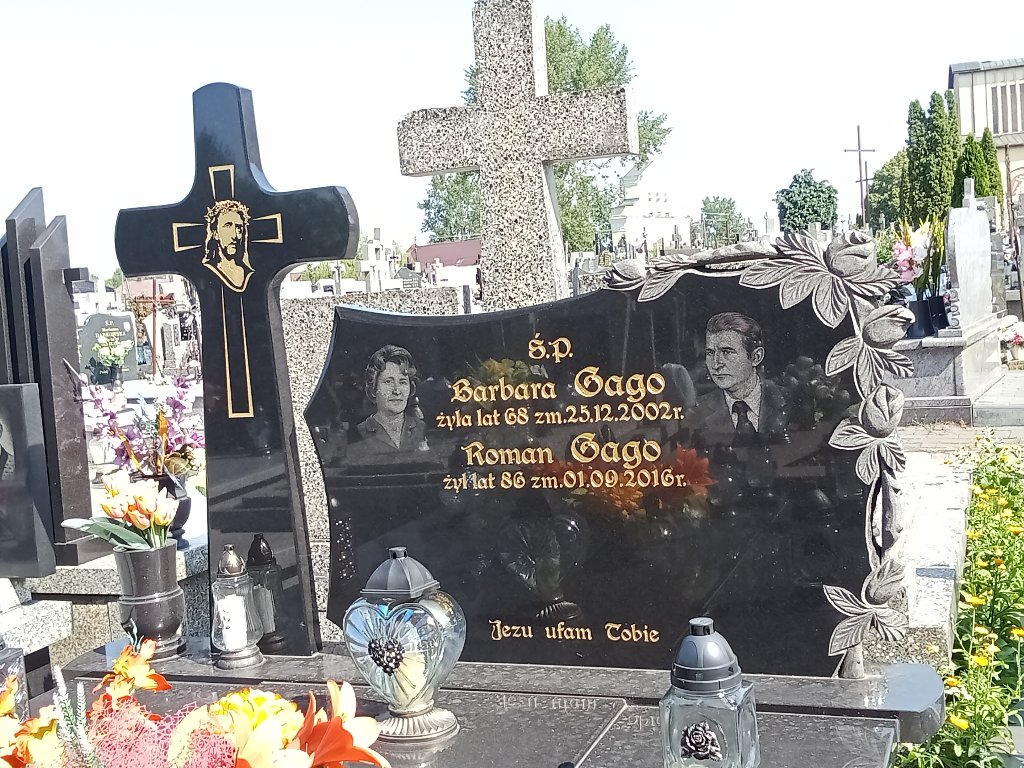 Ś.P.
Barbara Gago
żyła lat 68 zm.25.12.2002r.
Roman Gago
żył lat 86 zm.01.09.2016r.
Jezu ufam Tobie